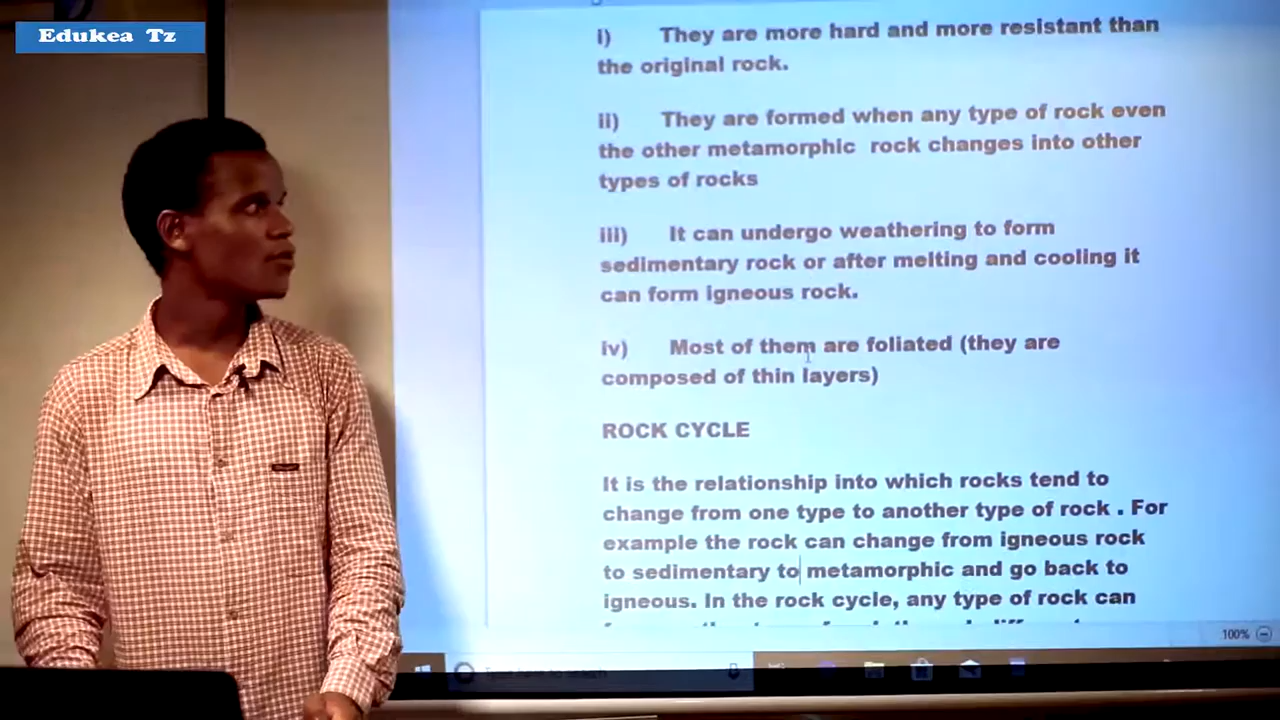 Edukea Tz
i) They are more hard and more resistant than
the original rock.
ii) They are formed when any type of rock even
the other metamorphic rock changes into other
types of rocks
iii) It can undergo weathering to form
sedimentary rock or after melting and cooling it
can form igneous rock.
iv) Most of them are foliated (they are
composed of thin layers)
ROCK CYCLE
It is the relationship into which rocks tend to
change from one type to another type of rock . For
example the rock can change from igneous rock
to sedimentary to metamorphic and go back to
igneous. In the rock cycle, any type of rock can
100%